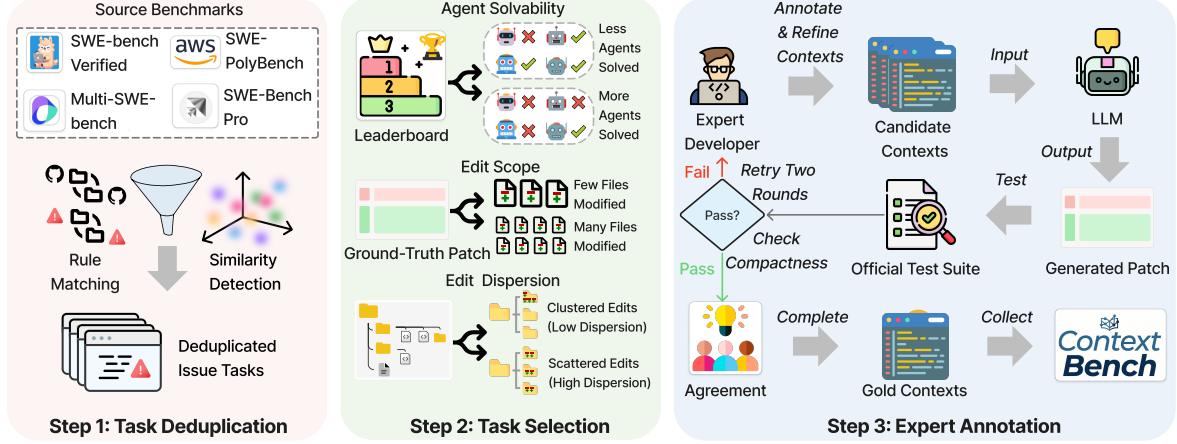 Source Benchmarks
SWE-bench
Verified
aws
SWE-
PolyBench
Multi-SWE-
bench
SWE-Bench
Pro
Rule
Matching
Similarity
Detection
Deduplicated
Issue Tasks
Step 1: Task Deduplication
Agent Solvability
1
2
3
Leaderboard
Less
Agents
Solved
More
Agents
Solved
Edit Scope
Ground-Truth Patch
Few Files
Modified
Many Files
Modified
Edit Dispersion
Clustered Edits
(Low Dispersion)
Scattered Edits
(High Dispersion)
Step 2: Task Selection
Expert
Developer
Annotate
& Refine
Contexts
Candidate
Contexts
Input
LLM
Output
Generated Patch
Test
Official Test Suite
Check
Compactness
Pass?
Fail
Retry Two
Rounds
Pass
Agreement
Complete
Gold Contexts
Collect
Context
Bench
Step 3: Expert Annotation